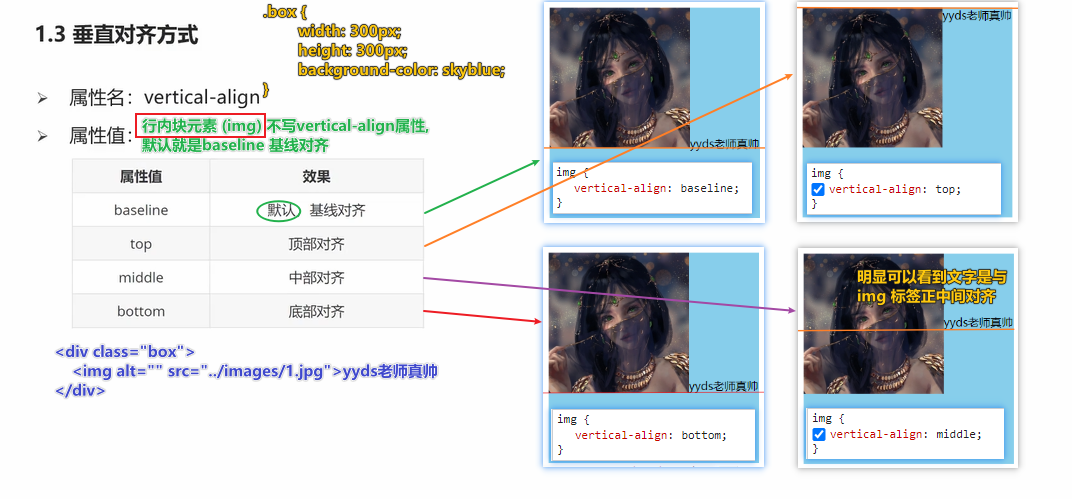 1.3 垂直对齐方式
.box {
width: 300px;
height: 300px;
background-color: skyblue;
}
➢ 属性名：vertical-align
➢ 属性值：
行内块元素 (img) 不写vertical-align属性,
默认就是baseline 基线对齐
属性值 效果
baseline 默认 基线对齐
top 顶部对齐
middle 中部对齐
bottom 底部对齐
<div class="box">
<img alt="" src="../images/1.jpg">yyds老师真帅
</div>
yyds老师真帅
img {
vertical-align: baseline;
}
yyds老师真帅
img {
vertical-align: top;
}
yyds老师真帅
img {
vertical-align: bottom;
}
明显可以看到文字是与
img 标签正中间对齐
yyds老师真帅
img {
vertical-align: middle;
}